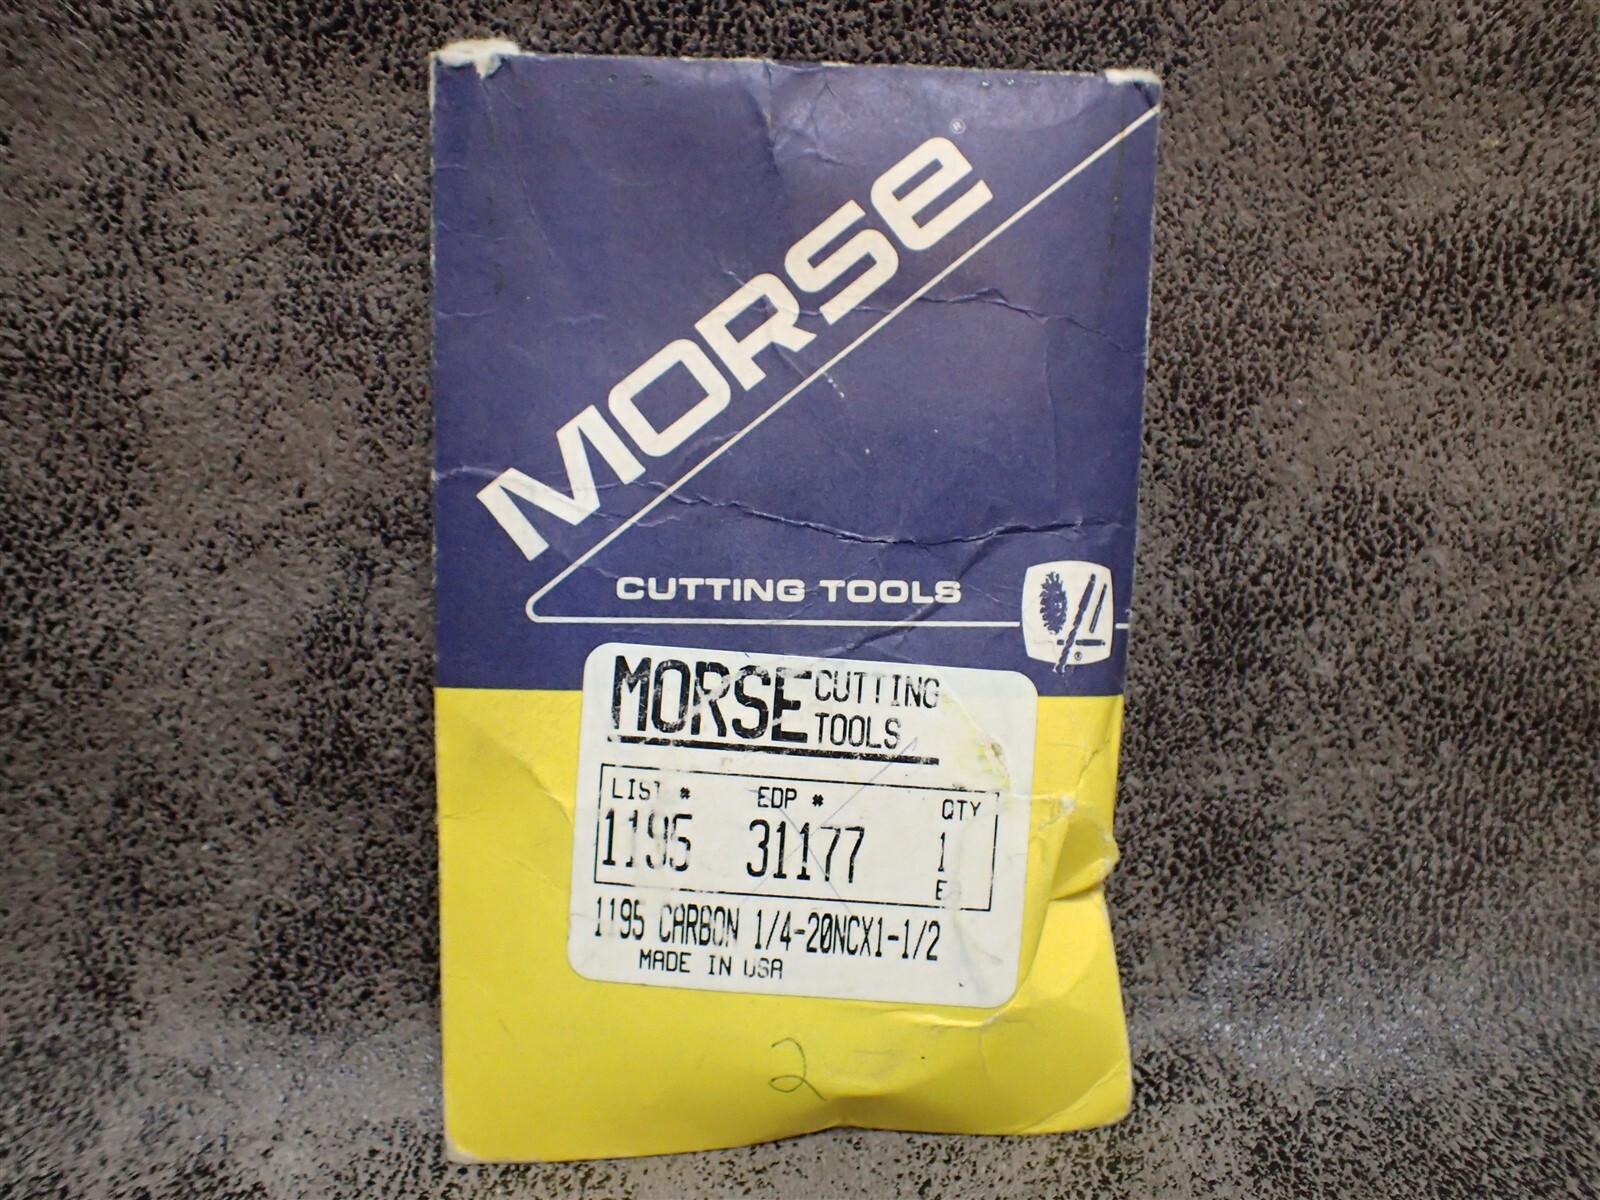 MORSE®
CUTTING TOOLS
®
MORSE CUTTING TOOLS
LIST # EDP # QTY
1195 31177 1
1195 CARBON 1/4-20NCX1-1/2
MADE IN USA
2